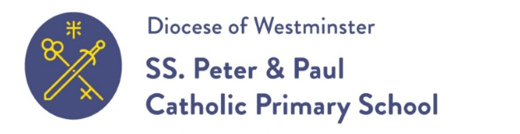 Diocese of Westminster
SS. Peter & Paul
Catholic Primary School